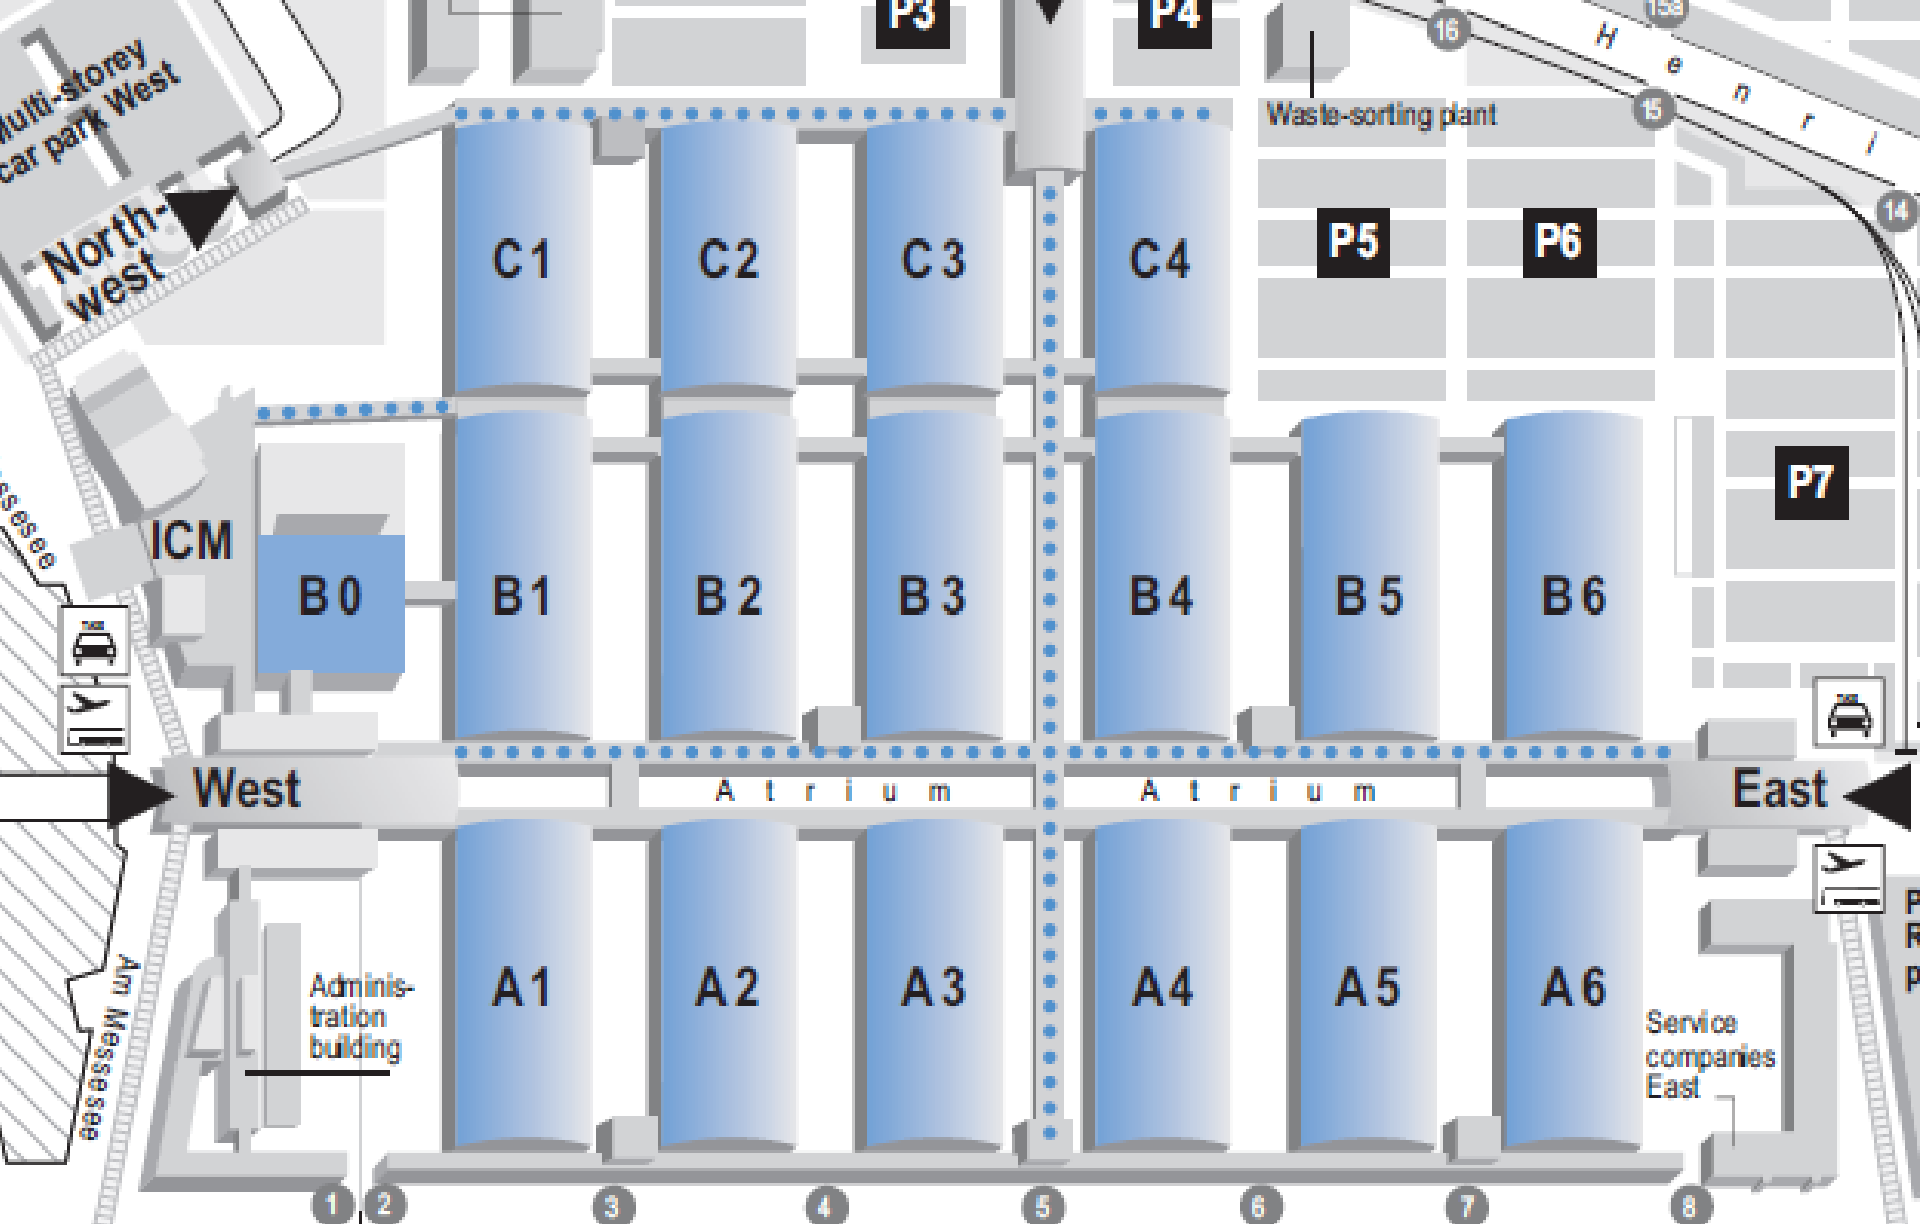 P3
P4
16
15a
H e n r i
15
14
Multi-storey
car park West
Waste-sorting plant
North-
west
C1
C2
C3
C4
P5
P6
P7
ICM
B0
B1
B2
B3
B4
B5
B6
West
Atrium
Atrium
East
A1
A2
A3
A4
A5
A6
Adminis-
tration
building
Am Messesee
Service
companies
East
1
2
3
4
5
6
7
8